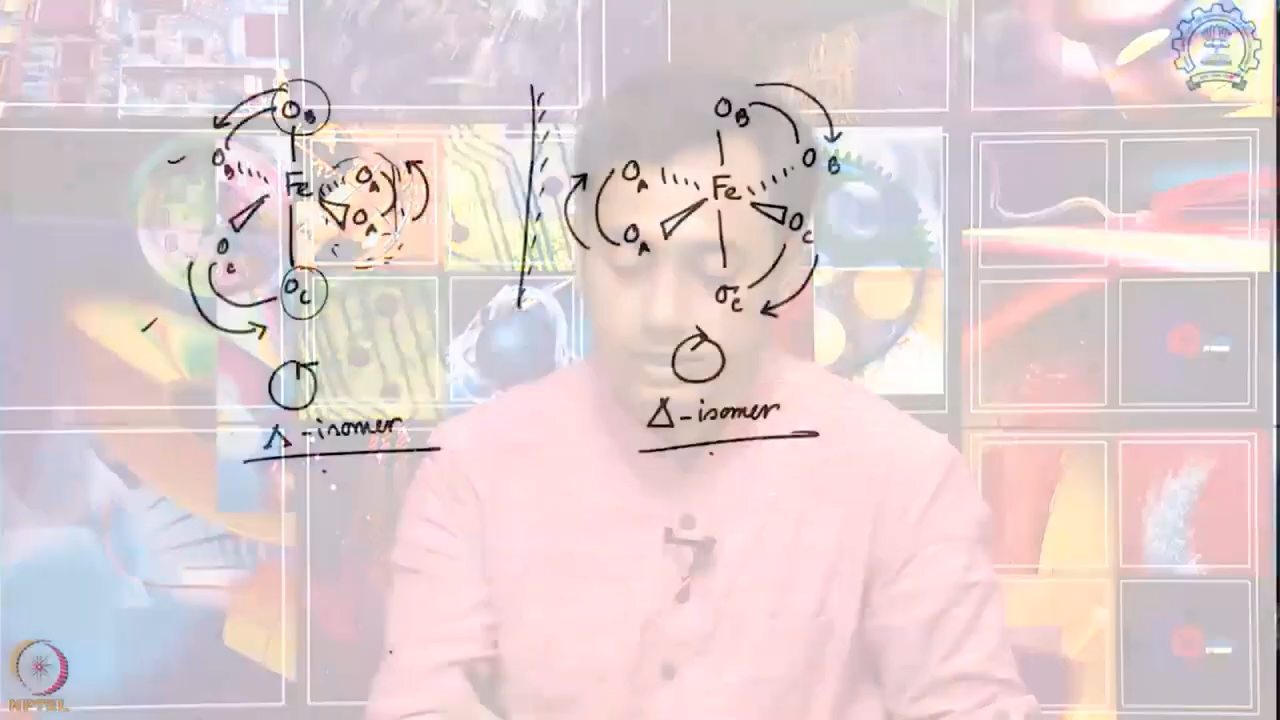 O_B O_B
O_B Fe O_A O_A Fe O_B
O_C O_A O_A O_C
O_C O_C
Λ-isomer Δ-isomer
NPTEL